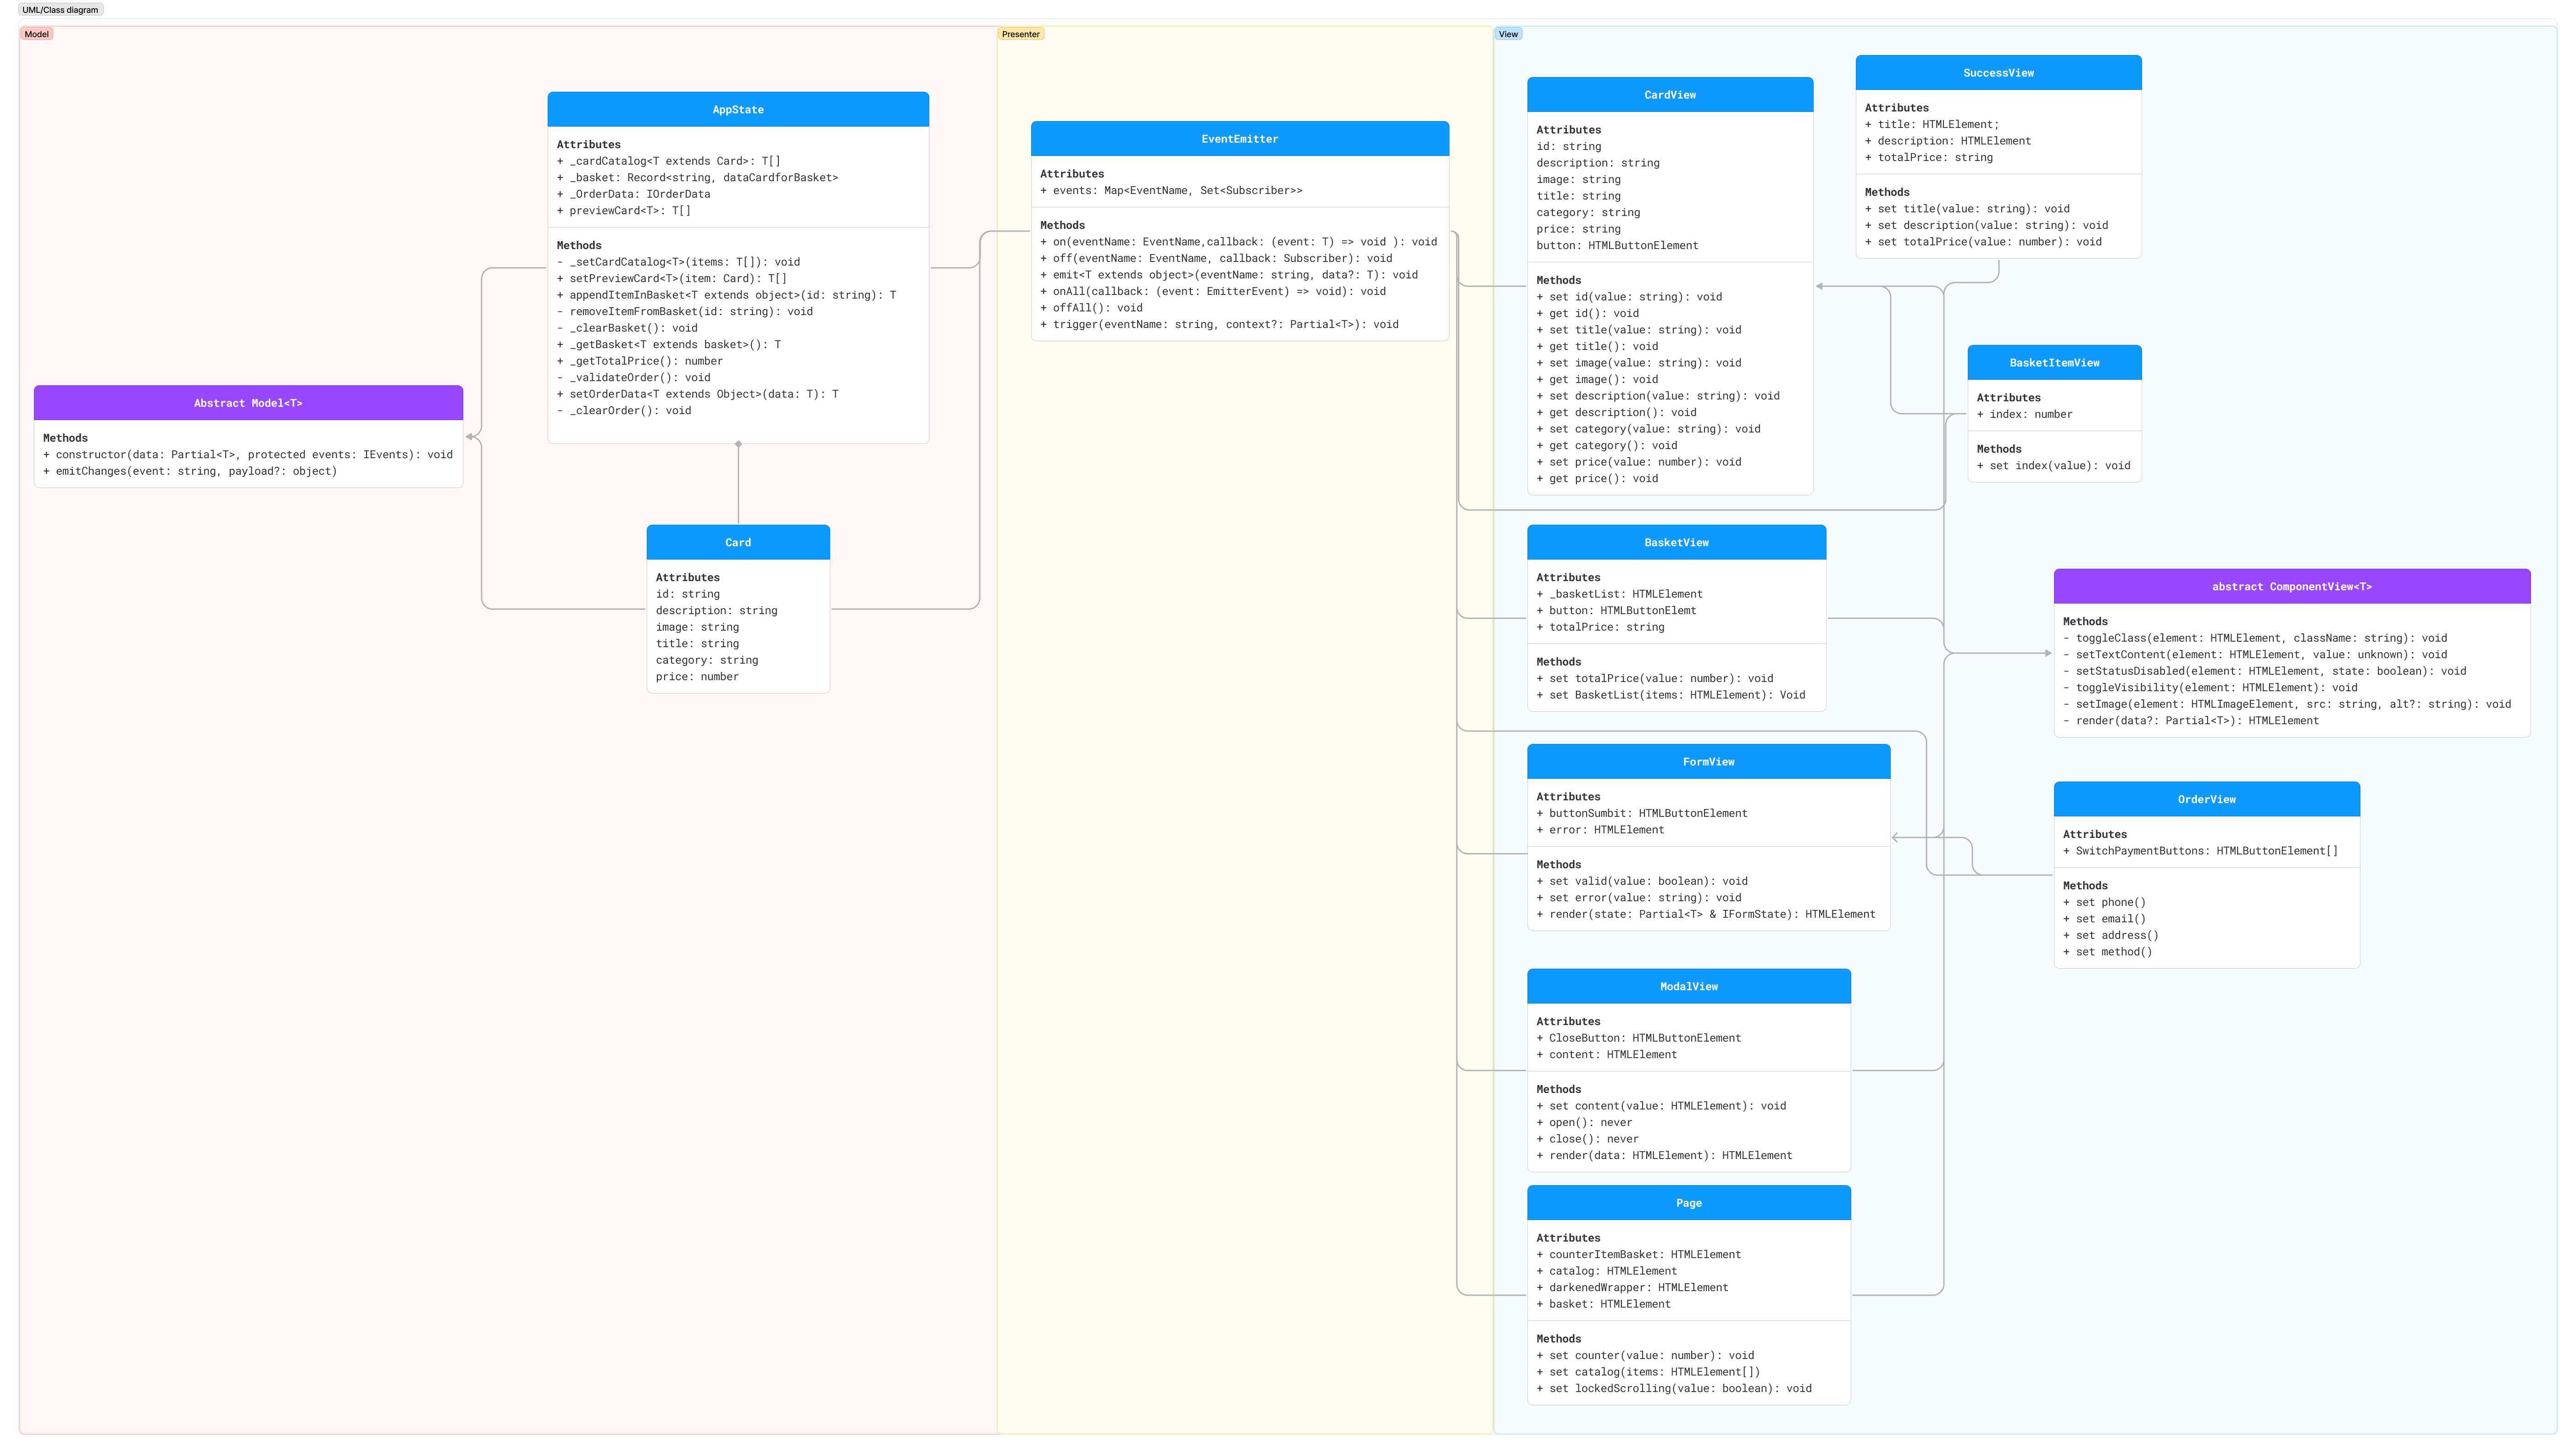 UML/Class diagram
Model
Abstract Model<T>
Methods
+ constructor(data: Partial<T>, protected events: IEvents): void
+ emitChanges(event: string, payload?: object)
AppState
Attributes
+ _cardCatalog<T extends Card>: T[]
+ _basket: Record<string, dataCardforBasket>
+ _OrderData: IOrderData
+ previewCard<T>: T[]
Methods
- _setCardCatalog<T>(items: T[]): void
+ setPreviewCard<T>(item: Card): T[]
+ appendItemInBasket<T extends object>(id: string): T
- removeItemFromBasket(id: string): void
- _clearBasket(): void
+ _getBasket<T extends basket>(): T
+ _getTotalPrice(): number
- _validateOrder(): void
+ setOrderData<T extends Object>(data: T): T
- _clearOrder(): void
Card
Attributes
id: string
description: string
image: string
title: string
category: string
price: number
Presenter
EventEmitter
Attributes
+ events: Map<EventName, Set<Subscriber>>
Methods
+ on(eventName: EventName,callback: (event: T) => void ): void
+ off(eventName: EventName, callback: Subscriber): void
+ emit<T extends object>(eventName: string, data?: T): void
+ onAll(callback: (event: EmitterEvent) => void): void
+ offAll(): void
+ trigger(eventName: string, context?: Partial<T>): void
View
CardView
Attributes
id: string
description: string
image: string
title: string
category: string
price: string
button: HTMLButtonElement
Methods
+ set id(value: string): void
+ get id(): void
+ set title(value: string): void
+ get title(): void
+ set image(value: string): void
+ get image(): void
+ set description(value: string): void
+ get description(): void
+ set category(value: string): void
+ get category(): void
+ set price(value: number): void
+ get price(): void
SuccessView
Attributes
+ title: HTMLElement;
+ description: HTMLElement
+ totalPrice: string
Methods
+ set title(value: string): void
+ set description(value: string): void
+ set totalPrice(value: number): void
BasketItemView
Attributes
+ index: number
Methods
+ set index(value): void
BasketView
Attributes
+ _basketList: HTMLElement
+ button: HTMLButtonElemt
+ totalPrice: string
Methods
+ set totalPrice(value: number): void
+ set BasketList(items: HTMLElement): Void
abstract ComponentView<T>
Methods
- toggleClass(element: HTMLElement, className: string): void
- setTextContent(element: HTMLElement, value: unknown): void
- setStatusDisabled(element: HTMLElement, state: boolean): void
- toggleVisibility(element: HTMLElement): void
- setImage(element: HTMLImageElement, src: string, alt?: string): void
- render(data?: Partial<T>): HTMLElement
FormView
Attributes
+ buttonSumbit: HTMLButtonElement
+ error: HTMLElement
Methods
+ set valid(value: boolean): void
+ set error(value: string): void
+ render(state: Partial<T> & IFormState): HTMLElement
OrderView
Attributes
+ SwitchPaymentButtons: HTMLButtonElement[]
Methods
+ set phone()
+ set email()
+ set address()
+ set method()
ModalView
Attributes
+ CloseButton: HTMLButtonElement
+ content: HTMLElement
Methods
+ set content(value: HTMLElement): void
+ open(): never
+ close(): never
+ render(data: HTMLElement): HTMLElement
Page
Attributes
+ counterItemBasket: HTMLElement
+ catalog: HTMLElement
+ darkenedWrapper: HTMLElement
+ basket: HTMLElement
Methods
+ set counter(value: number): void
+ set catalog(items: HTMLElement[])
+ set lockedScrolling(value: boolean): void